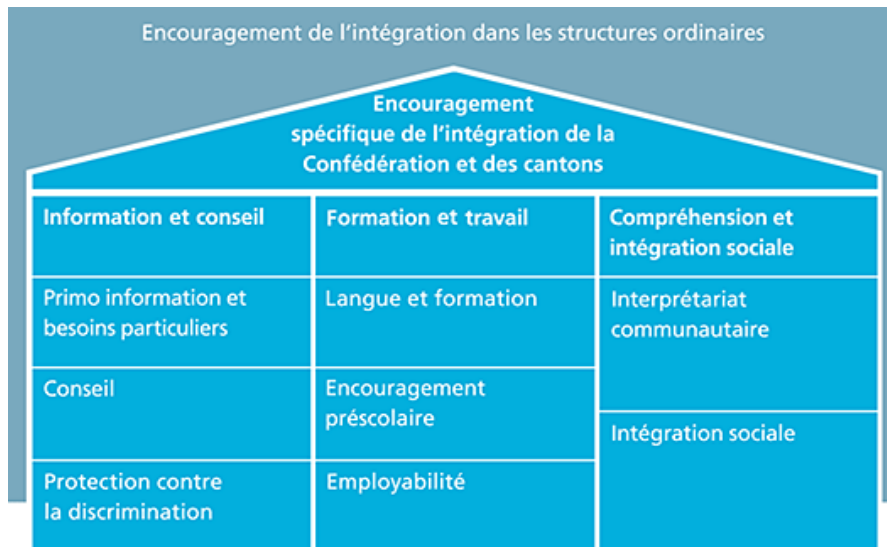 Encouragement de l’intégration dans les structures ordinaires
Encouragement
spécifique de l’intégration de la
Confédération et des cantons
Information et conseil
Formation et travail
Compréhension et
intégration sociale
Primo information et
besoins particuliers
Langue et formation
Interprétariat
communautaire
Conseil
Encouragement
préscolaire
Intégration sociale
Protection contre
la discrimination
Employabilité